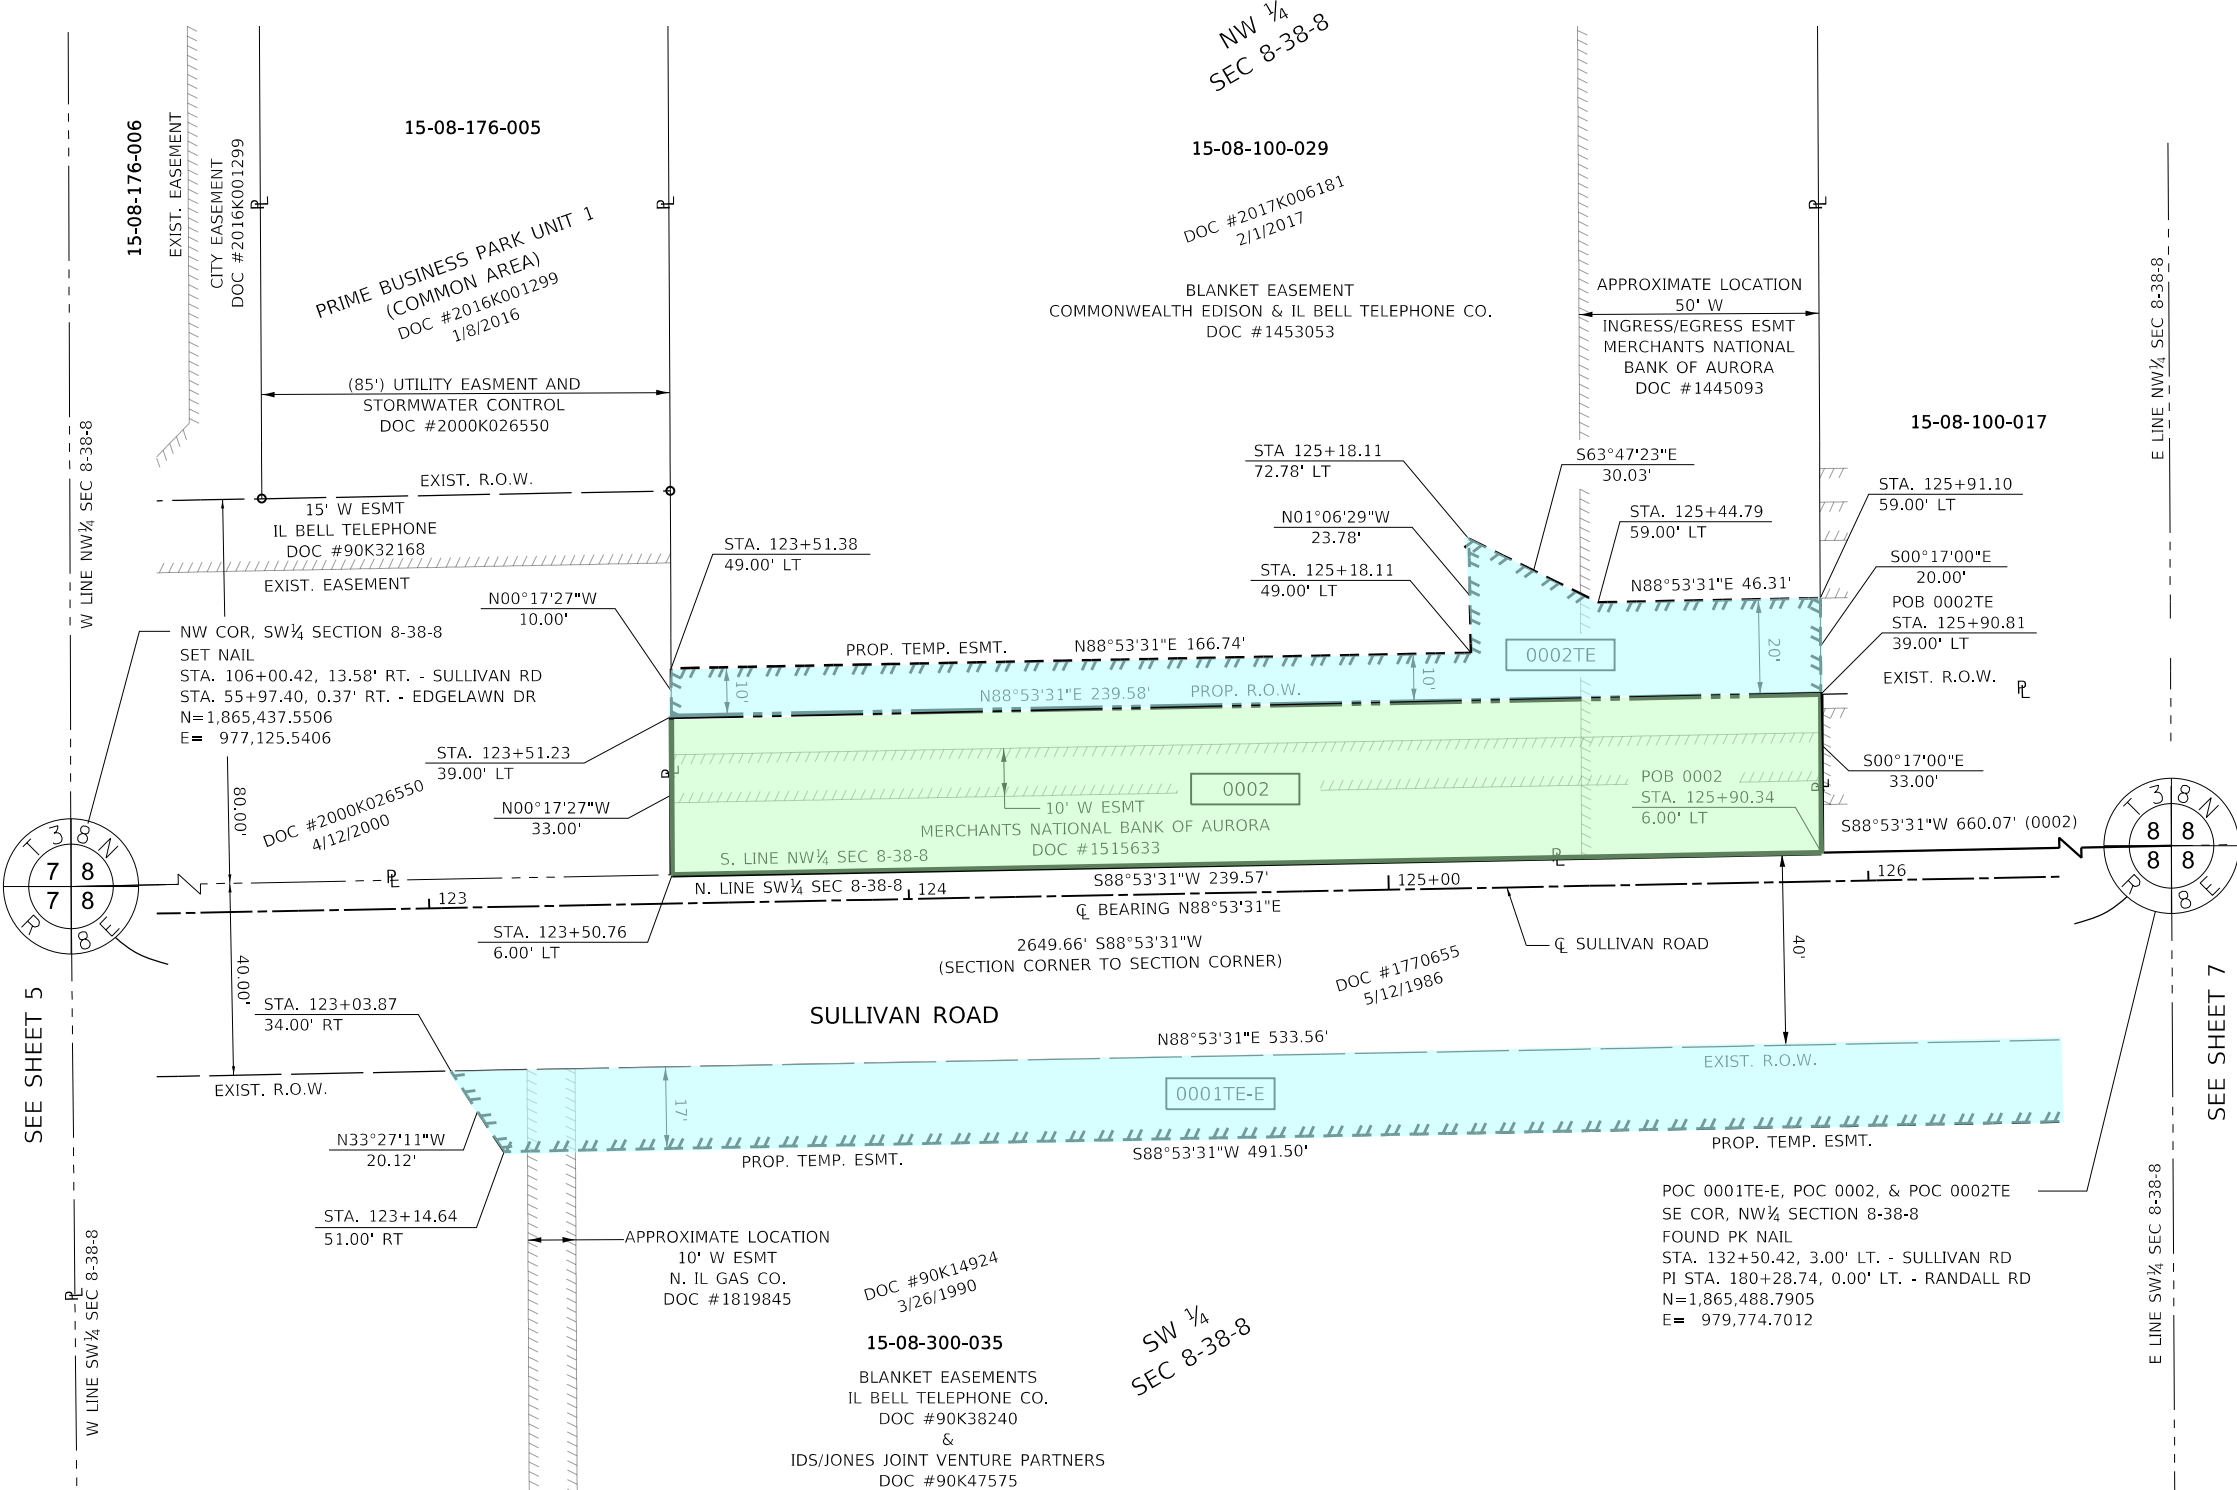 NW ¼
SEC 8-38-8
15-08-176-006
EXIST. EASEMENT
CITY EASEMENT
DOC #2016K001299
15-08-176-005
PRIME BUSINESS PARK UNIT 1
(COMMON AREA)
DOC #2016K001299
1/8/2016
(85') UTILITY EASMENT AND
STORMWATER CONTROL
DOC #2000K026550
EXIST. R.O.W.
15' W ESMT
IL BELL TELEPHONE
DOC #90K32168
EXIST. EASEMENT
15-08-100-029
DOC #2017K006181
2/1/2017
BLANKET EASEMENT
COMMONWEALTH EDISON & IL BELL TELEPHONE CO.
DOC #1453053
APPROXIMATE LOCATION
50' W
INGRESS/EGRESS ESMT
MERCHANTS NATIONAL
BANK OF AURORA
DOC #1445093
E LINE NW¼ SEC 8-38-8
15-08-100-017
W LINE NW¼ SEC 8-38-8
STA 125+18.11
72.78' LT
S63°47'23"E
30.03'
N01°06'29"W
23.78'
STA. 125+44.79
59.00' LT
STA. 125+91.10
59.00' LT
STA. 125+18.11
49.00' LT
N88°53'31"E 46.31'
S00°17'00"E
20.00'
POB 0002TE
STA. 125+90.81
39.00' LT
EXIST. R.O.W.
PL
STA. 123+51.38
49.00' LT
N00°17'27"W
10.00'
NW COR, SW¼ SECTION 8-38-8
SET NAIL
STA. 106+00.42, 13.58' RT. - SULLIVAN RD
STA. 55+97.40, 0.37' RT. - EDGELAWN DR
N=1,865,437.5506
E= 977,125.5406
PROP. TEMP. ESMT.
N88°53'31"E 166.74'
0002TE
10'
10'
20'
N88°53'31"E 239.58'
PROP. R.O.W.
STA. 123+51.23
39.00' LT
N00°17'27"W
33.00'
80.00'
DOC #2000K026550
4/12/2000
0002
10' W ESMT
MERCHANTS NATIONAL BANK OF AURORA
DOC #1515633
S. LINE NW¼ SEC 8-38-8
POB 0002
STA. 125+90.34
6.00' LT
S00°17'00"E
33.00'
S88°53'31"W 660.07' (0002)
T38N
7 8
7 8
R8E
T38N
8 8
8 8
R8E
N. LINE SW¼ SEC 8-38-8
123
124
125+00
126
S88°53'31"W 239.57'
℄ BEARING N88°53'31"E
STA. 123+50.76
6.00' LT
2649.66' S88°53'31"W
(SECTION CORNER TO SECTION CORNER)
DOC #1770655
5/12/1986
℄ SULLIVAN ROAD
40'
40.00'
SEE SHEET 5
SEE SHEET 7
STA. 123+03.87
34.00' RT
SULLIVAN ROAD
N88°53'31"E 533.56'
EXIST. R.O.W.
EXIST. R.O.W.
0001TE-E
17'
N33°27'11"W
20.12'
PROP. TEMP. ESMT.
S88°53'31"W 491.50'
PROP. TEMP. ESMT.
STA. 123+14.64
51.00' RT
APPROXIMATE LOCATION
10' W ESMT
N. IL GAS CO.
DOC #1819845
DOC #90K14924
3/26/1990
POC 0001TE-E, POC 0002, & POC 0002TE
SE COR, NW¼ SECTION 8-38-8
FOUND PK NAIL
STA. 132+50.42, 3.00' LT. - SULLIVAN RD
PI STA. 180+28.74, 0.00' LT. - RANDALL RD
N=1,865,488.7905
E= 979,774.7012
W LINE SW¼ SEC 8-38-8
E LINE SW¼ SEC 8-38-8
SW ¼
SEC 8-38-8
15-08-300-035
BLANKET EASEMENTS
IL BELL TELEPHONE CO.
DOC #90K38240
&
IDS/JONES JOINT VENTURE PARTNERS
DOC #90K47575